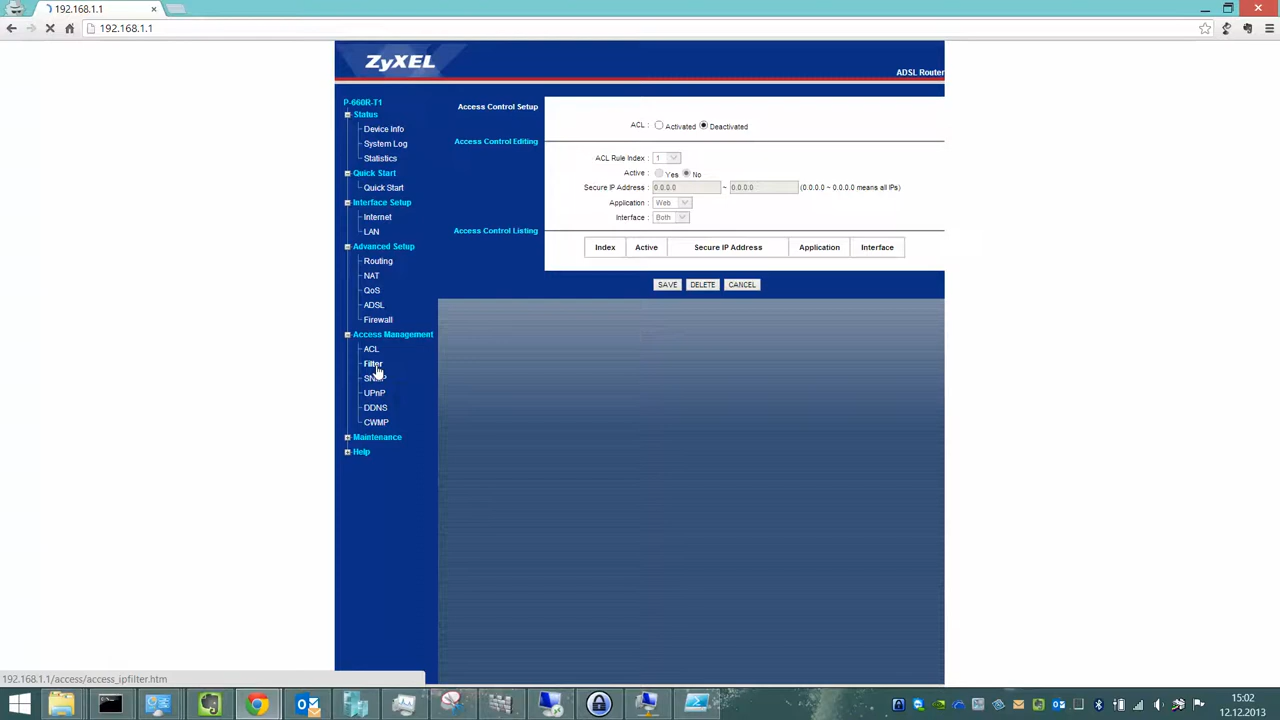 192.168.1.1
192.168.1.1
ZyXEL
ADSL Router
P-660R-T1
Status
Device Info
System Log
Statistics
Quick Start
Quick Start
Interface Setup
Internet
LAN
Advanced Setup
Routing
NAT
QoS
ADSL
Firewall
Access Management
ACL
Filter
SNMP
UPnP
DDNS
CWMP
Maintenance
Help
Access Control Setup
ACL : Activated Deactivated
Access Control Editing
ACL Rule Index : 1
Active : Yes No
Secure IP Address : 0.0.0.0 ~ 0.0.0.0 (0.0.0.0 ~ 0.0.0.0 means all IPs)
Application : Web
Interface : Both
Access Control Listing
Index Active Secure IP Address Application Interface
SAVE DELETE CANCEL
192.168.1.1/access/access_ipfilter.htm
15:02
12.12.2013